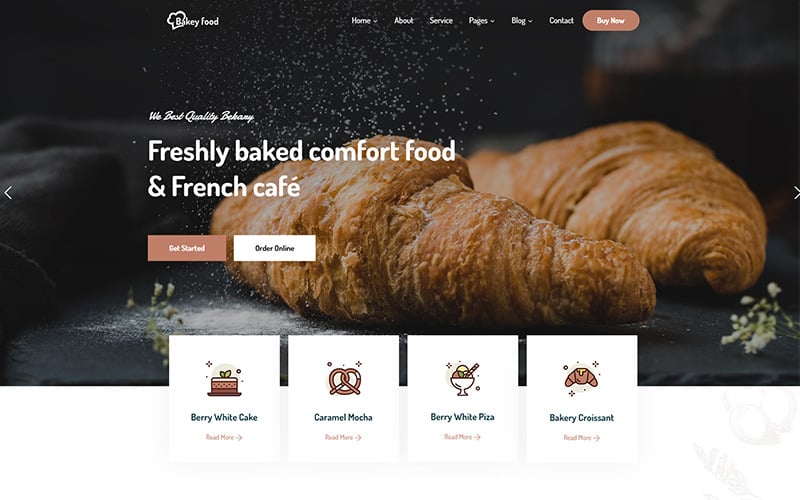 Bakey food
Home
About
Service
Pages
Blog
Contact
Buy Now
We Best Quality Bekary
Freshly baked comfort food
& French café
Get Started
Order Online
Berry White Cake
Read More
Caramel Mocha
Read More
Berry White Piza
Read More
Bakery Croissant
Read More